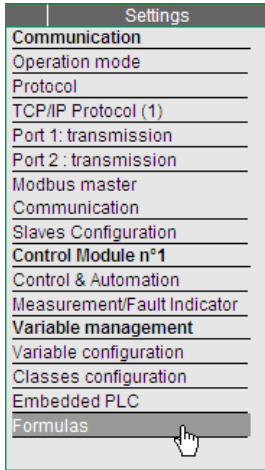 Settings
Communication
Operation mode
Protocol
TCP/IP Protocol (1)
Port 1: transmission
Port 2 : transmission
Modbus master
Communication
Slaves Configuration
Control Module n°1
Control & Automation
Measurement/Fault Indicator
Variable management
Variable configuration
Classes configuration
Embedded PLC
Formulas